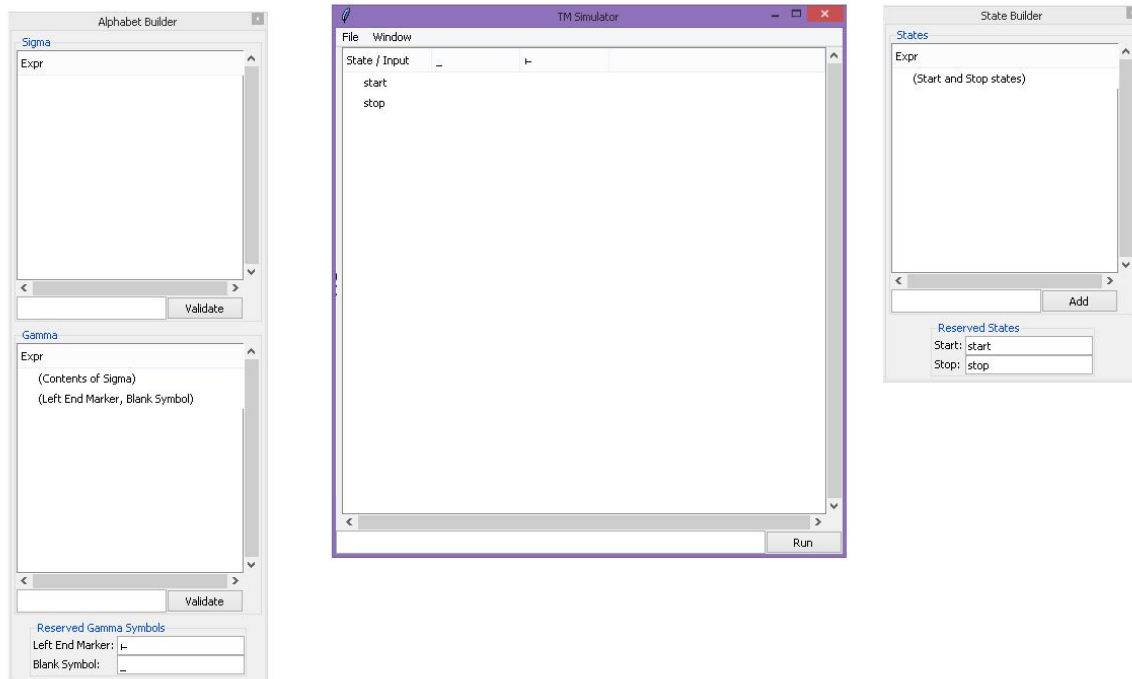 Alphabet Builder
x
Sigma
Expr
Validate
Gamma
Expr
(Contents of Sigma)
(Left End Marker, Blank Symbol)
Validate
Reserved Gamma Symbols
Left End Marker: ⊢
Blank Symbol: _
TM Simulator
File Window
State / Input _ ⊢
start
stop
Run
State Builder
States
Expr
(Start and Stop states)
Add
Reserved States
Start: start
Stop: stop